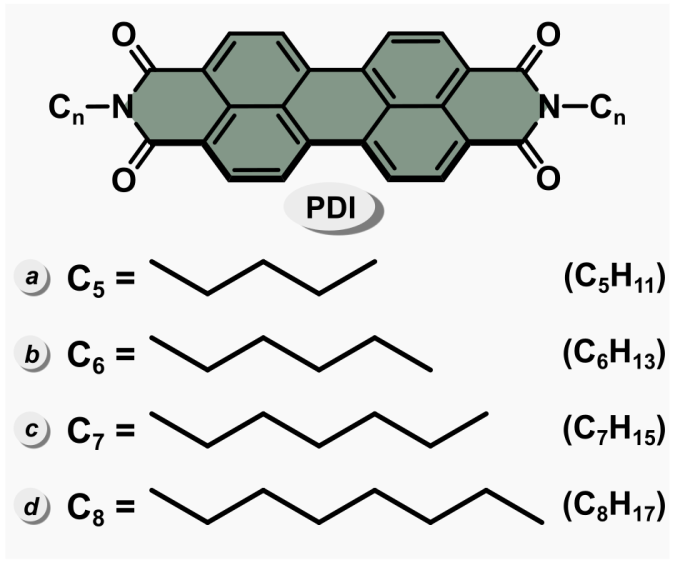 O O
Cₙ N N Cₙ
O O
PDI
a C₅ = (C₅H₁₁)
b C₆ = (C₆H₁₃)
c C₇ = (C₇H₁₅)
d C₈ = (C₈H₁₇)